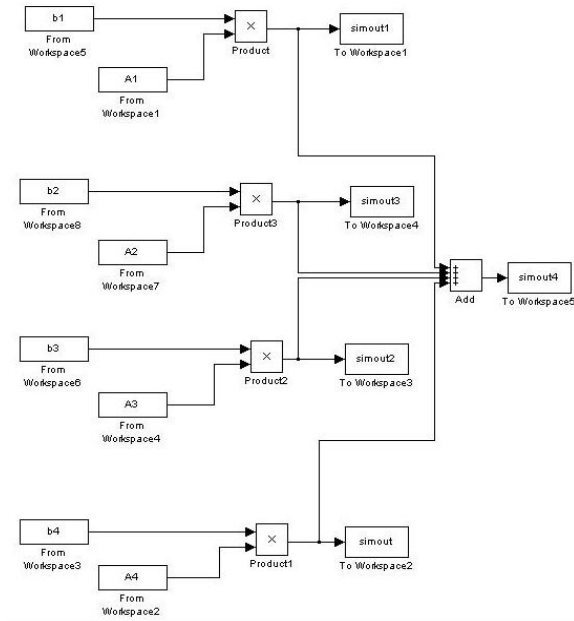 b1
From
Workspace5
A1
From
Workspace1
×
Product
simout1
To Workspace1
b2
From
Workspace8
A2
From
Workspace7
×
Product3
simout3
To Workspace4
b3
From
Workspace6
A3
From
Workspace4
×
Product2
simout2
To Workspace3
b4
From
Workspace3
A4
From
Workspace2
×
Product1
simout
To Workspace2
+
+
+
+
Add
simout4
To Workspace5